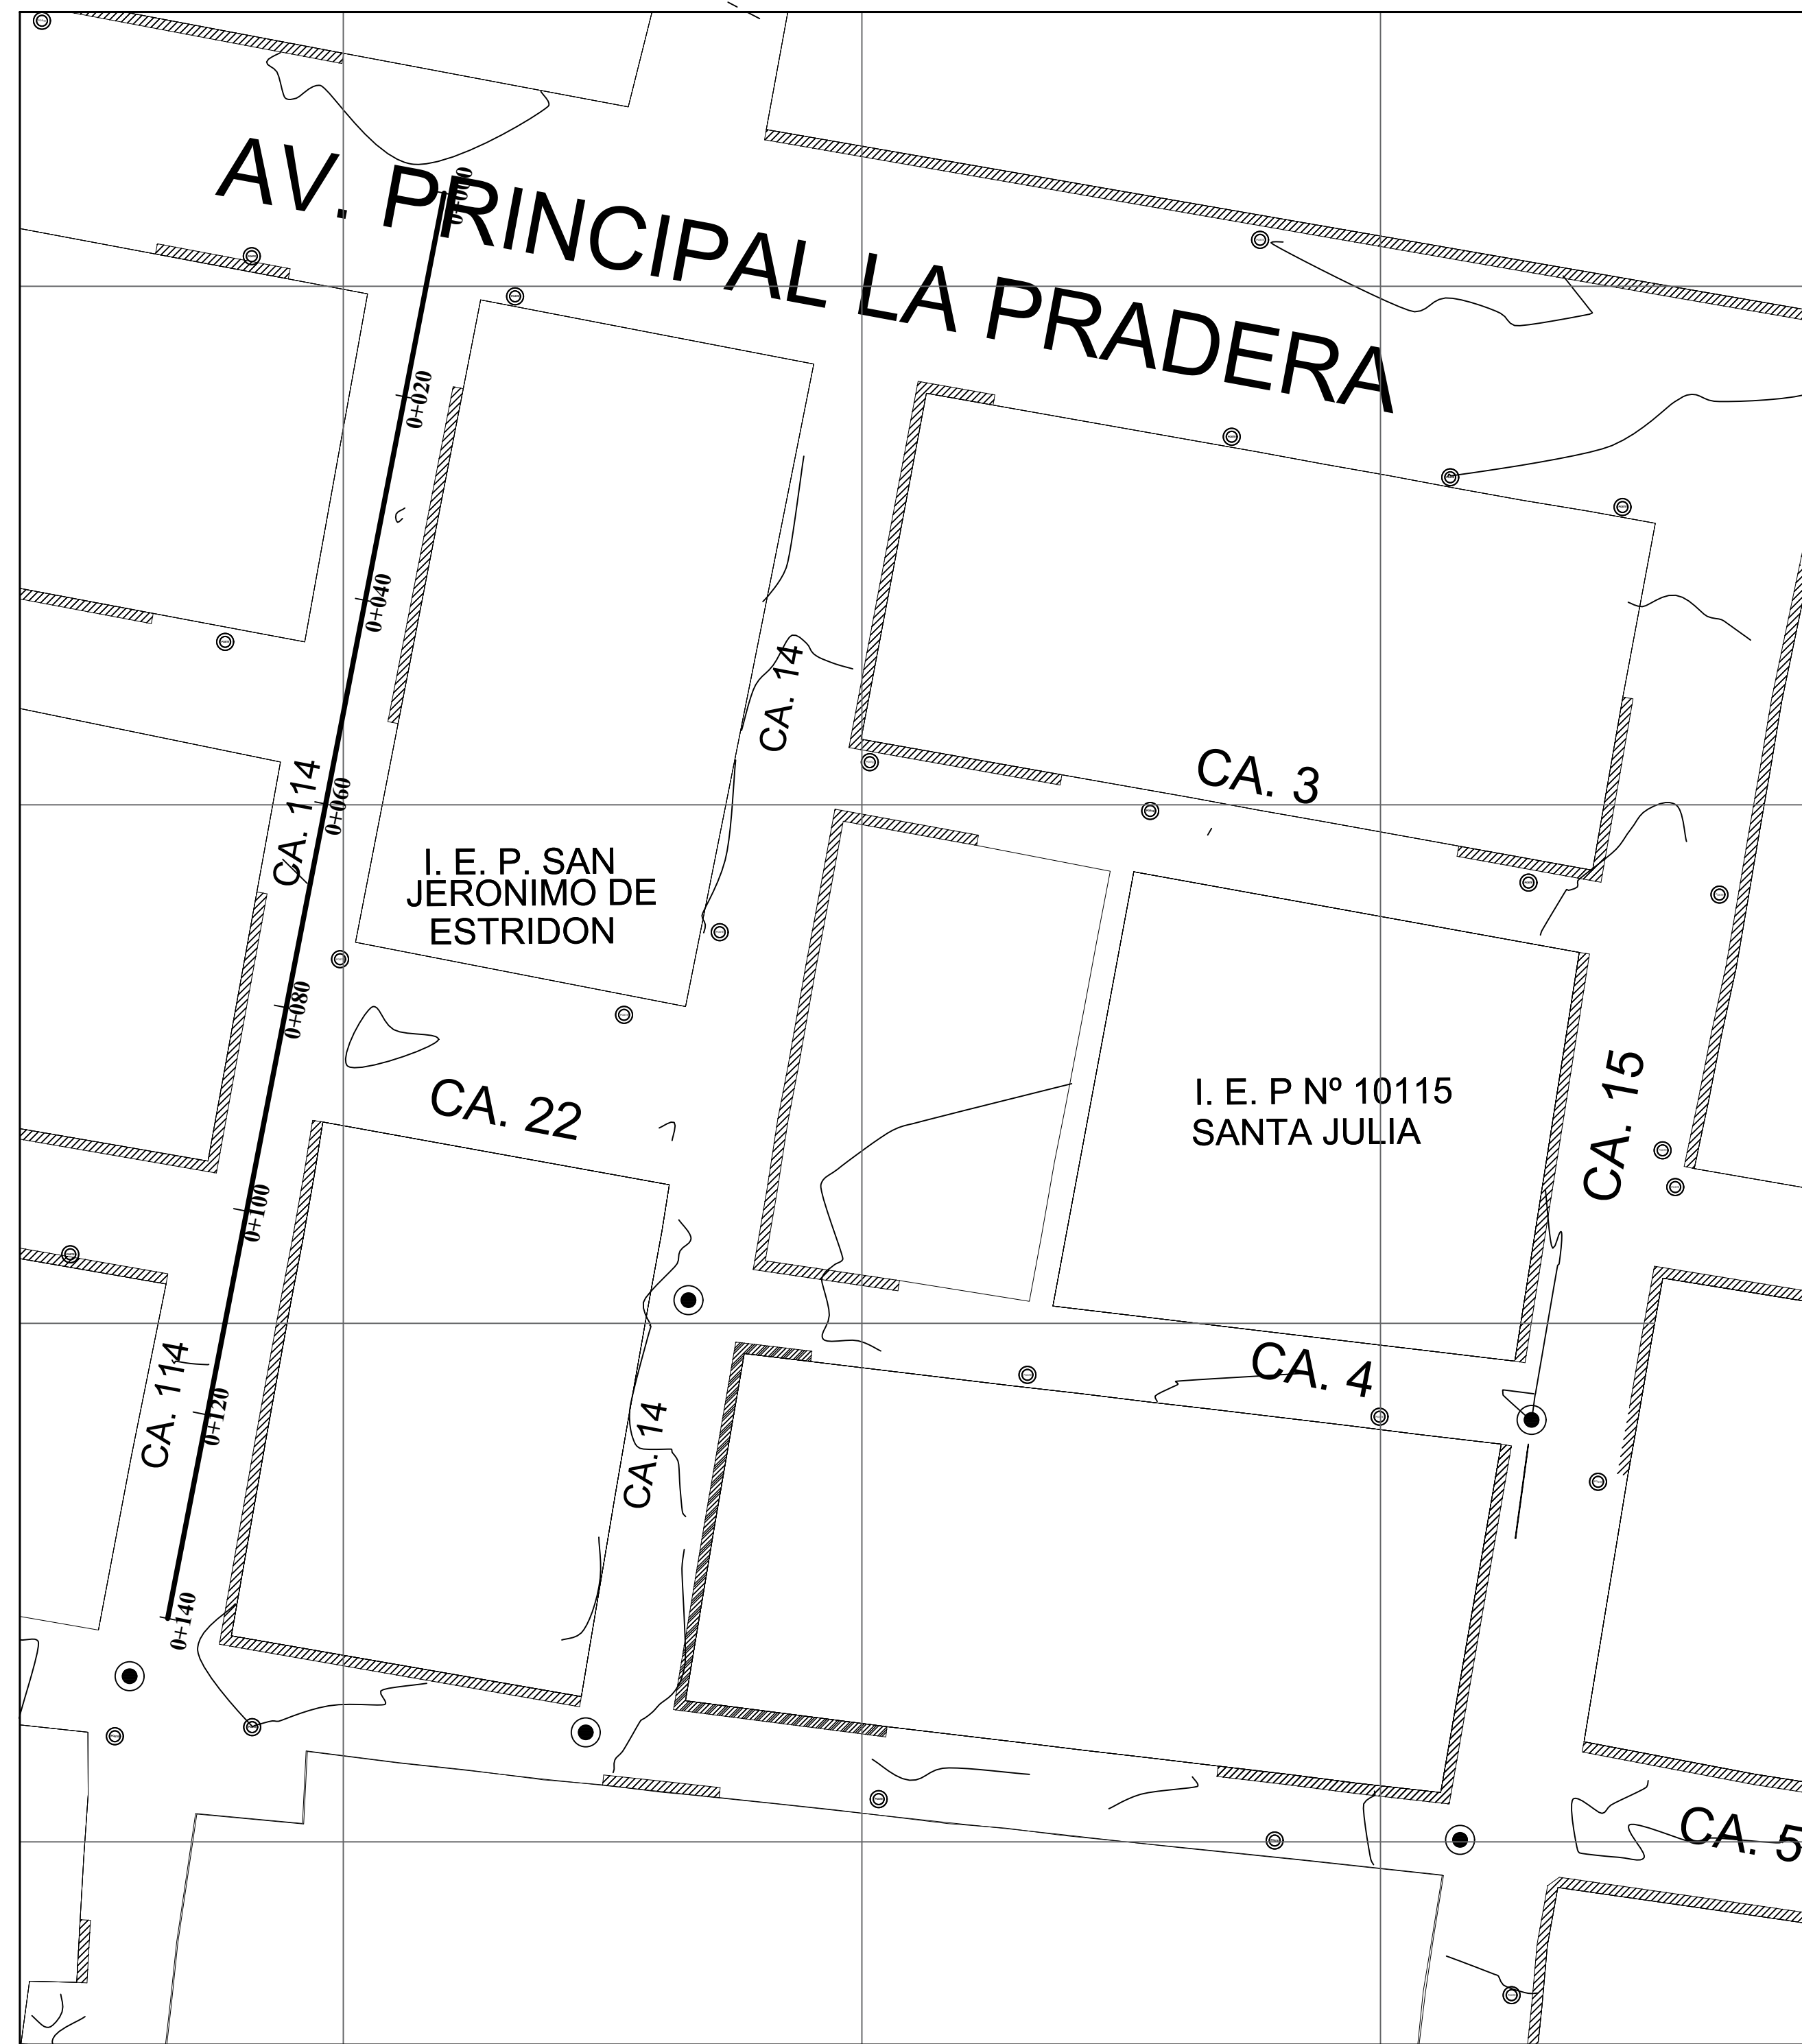 AV. PRINCIPAL LA PRADERA
0+000
0+020
0+040
CA. 14
CA. 3
CA. 114
0+060
I. E. P. SAN
JERONIMO DE
ESTRIDON
0+080
CA. 22
I. E. P Nº 10115
SANTA JULIA
CA. 15
0+100
CA. 114
0+120
CA. 4
CA. 14
0+140
CA. 5